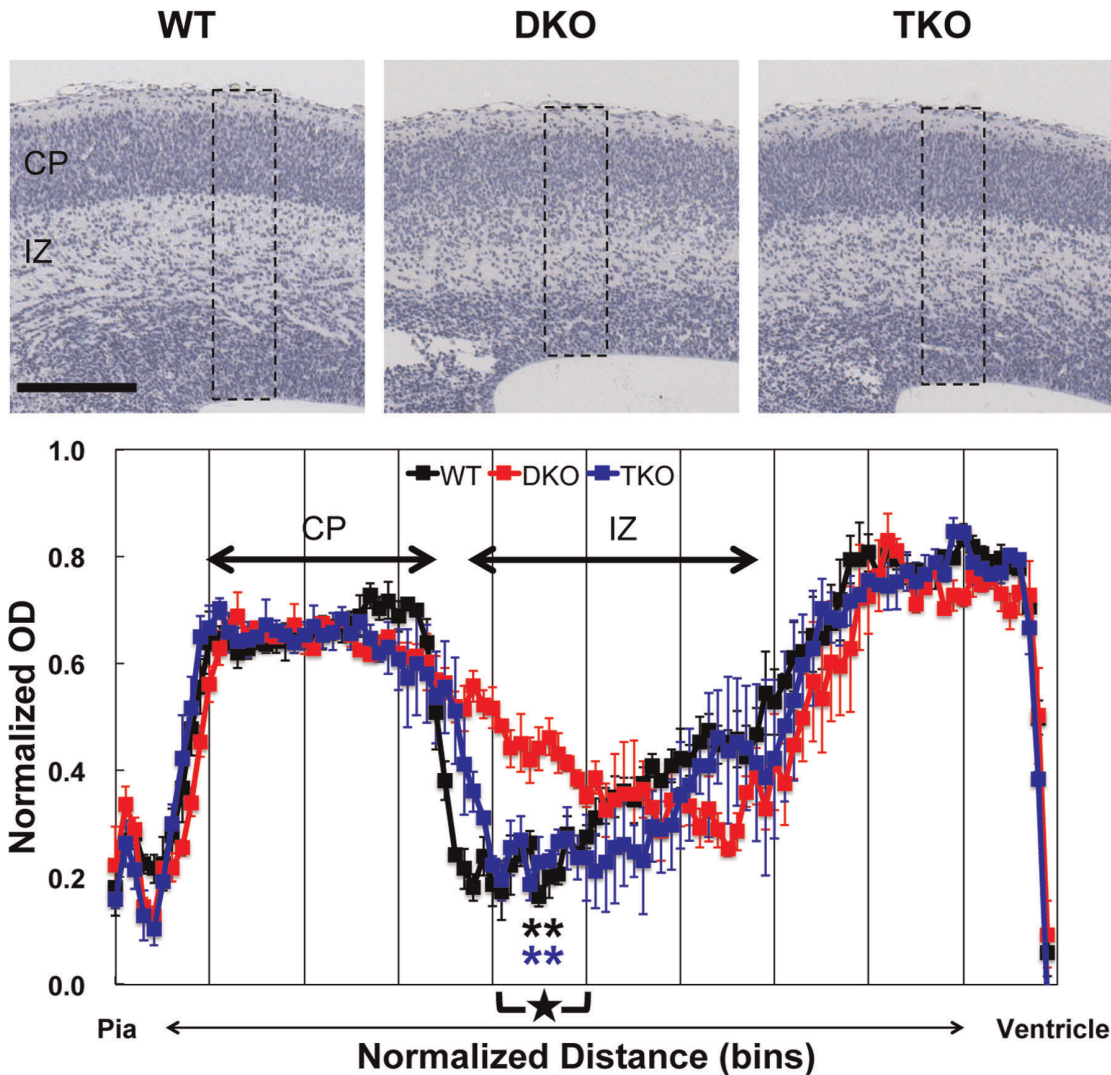 WT DKO TKO
CP
IZ
1.0
WT DKO TKO
CP IZ
0.8
0.6
Normalized OD
0.4
0.2
**
**
0.0
★
Pia Ventricle
Normalized Distance (bins)